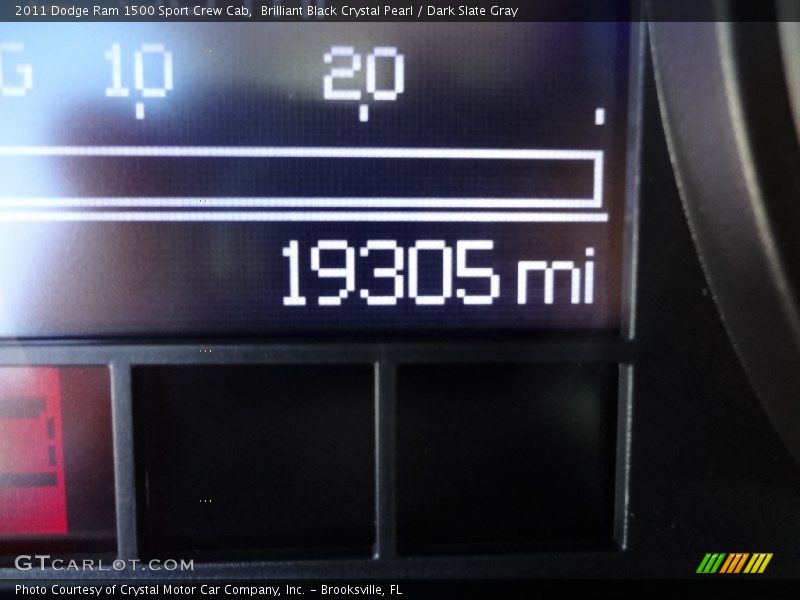 2011 Dodge Ram 1500 Sport Crew Cab,  Brilliant Black Crystal Pearl / Dark Slate Gray
G 10 20
19305 mi
GTCARLOT.COM
Photo Courtesy of Crystal Motor Car Company, Inc. – Brooksville, FL